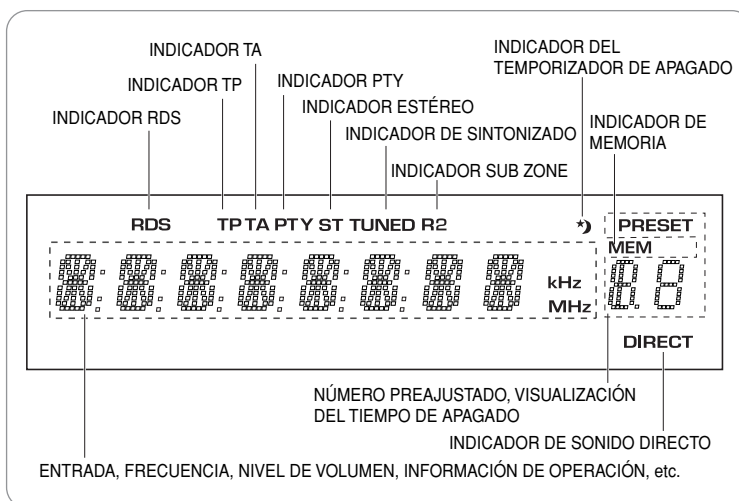 INDICADOR TA
INDICADOR DEL
TEMPORIZADOR DE APAGADO
INDICADOR TP
INDICADOR PTY
INDICADOR RDS
INDICADOR ESTÉREO
INDICADOR DE SINTONIZADO
INDICADOR DE
MEMORIA
INDICADOR SUB ZONE
RDS TP TA PTY ST TUNED R2 PRESET
MEM
kHz
MHz
DIRECT
NÚMERO PREAJUSTADO, VISUALIZACIÓN
DEL TIEMPO DE APAGADO
INDICADOR DE SONIDO DIRECTO
ENTRADA, FRECUENCIA, NIVEL DE VOLUMEN, INFORMACIÓN DE OPERACIÓN, etc.